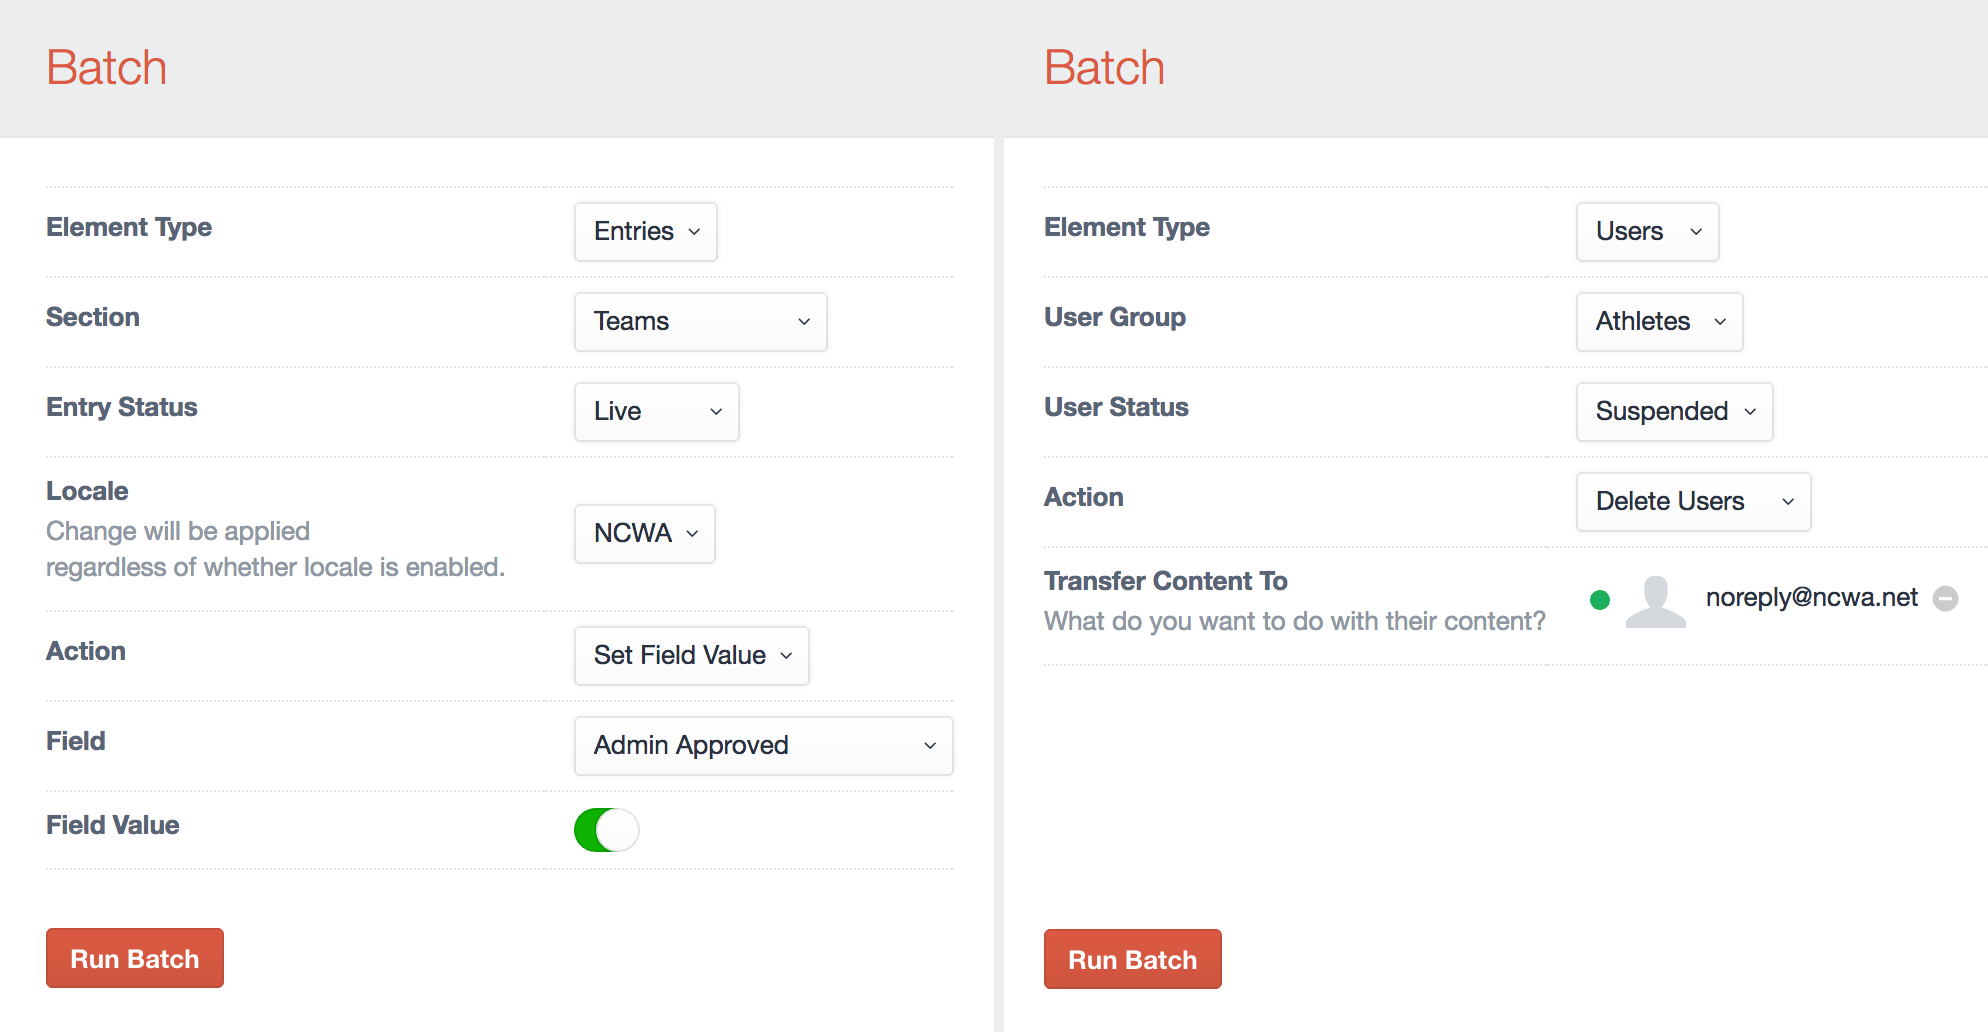 Batch
Element Type
Entries
Section
Teams
Entry Status
Live
Locale
Change will be applied
regardless of whether locale is enabled.
NCWA
Action
Set Field Value
Field
Admin Approved
Field Value
Run Batch
Batch
Element Type
Users
User Group
Athletes
User Status
Suspended
Action
Delete Users
Transfer Content To
What do you want to do with their content?
noreply@ncwa.net
Run Batch